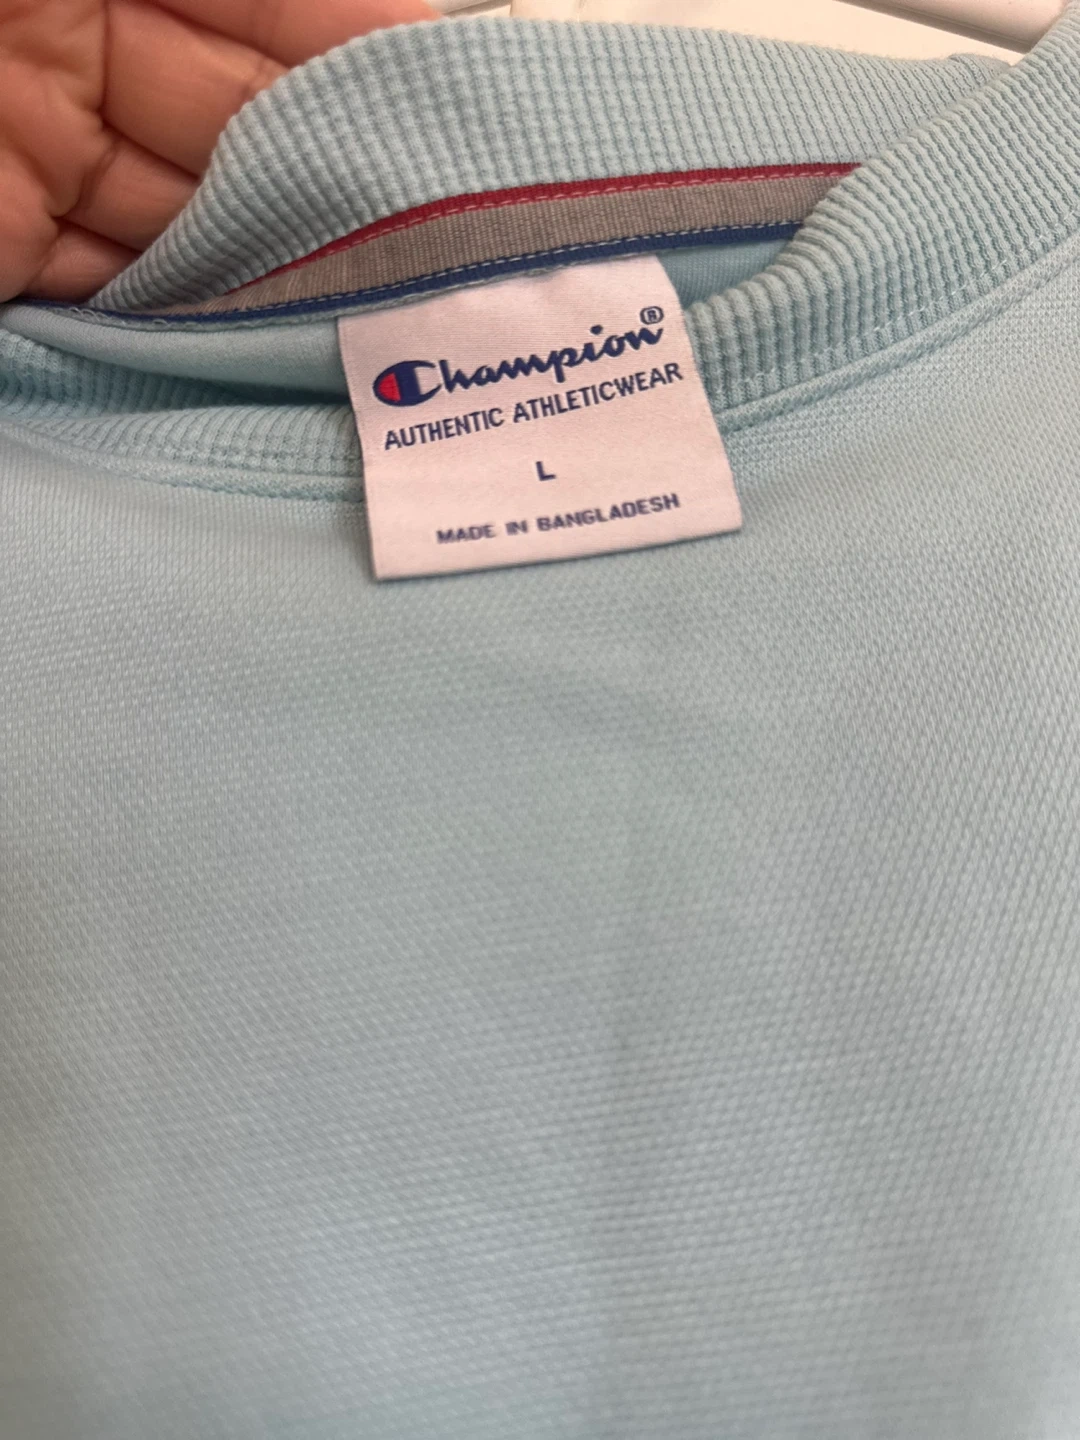 Champion®
AUTHENTIC ATHLETICWEAR
L
MADE IN BANGLADESH